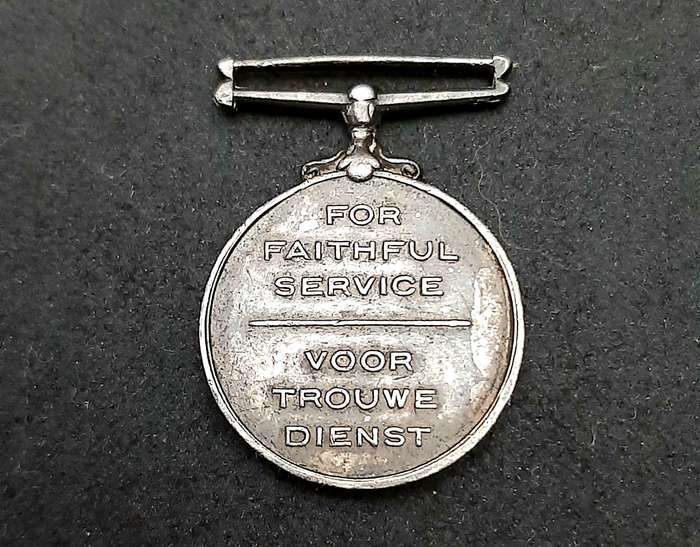 FOR
FAITHFUL
SERVICE
VOOR
TROUWE
DIENST